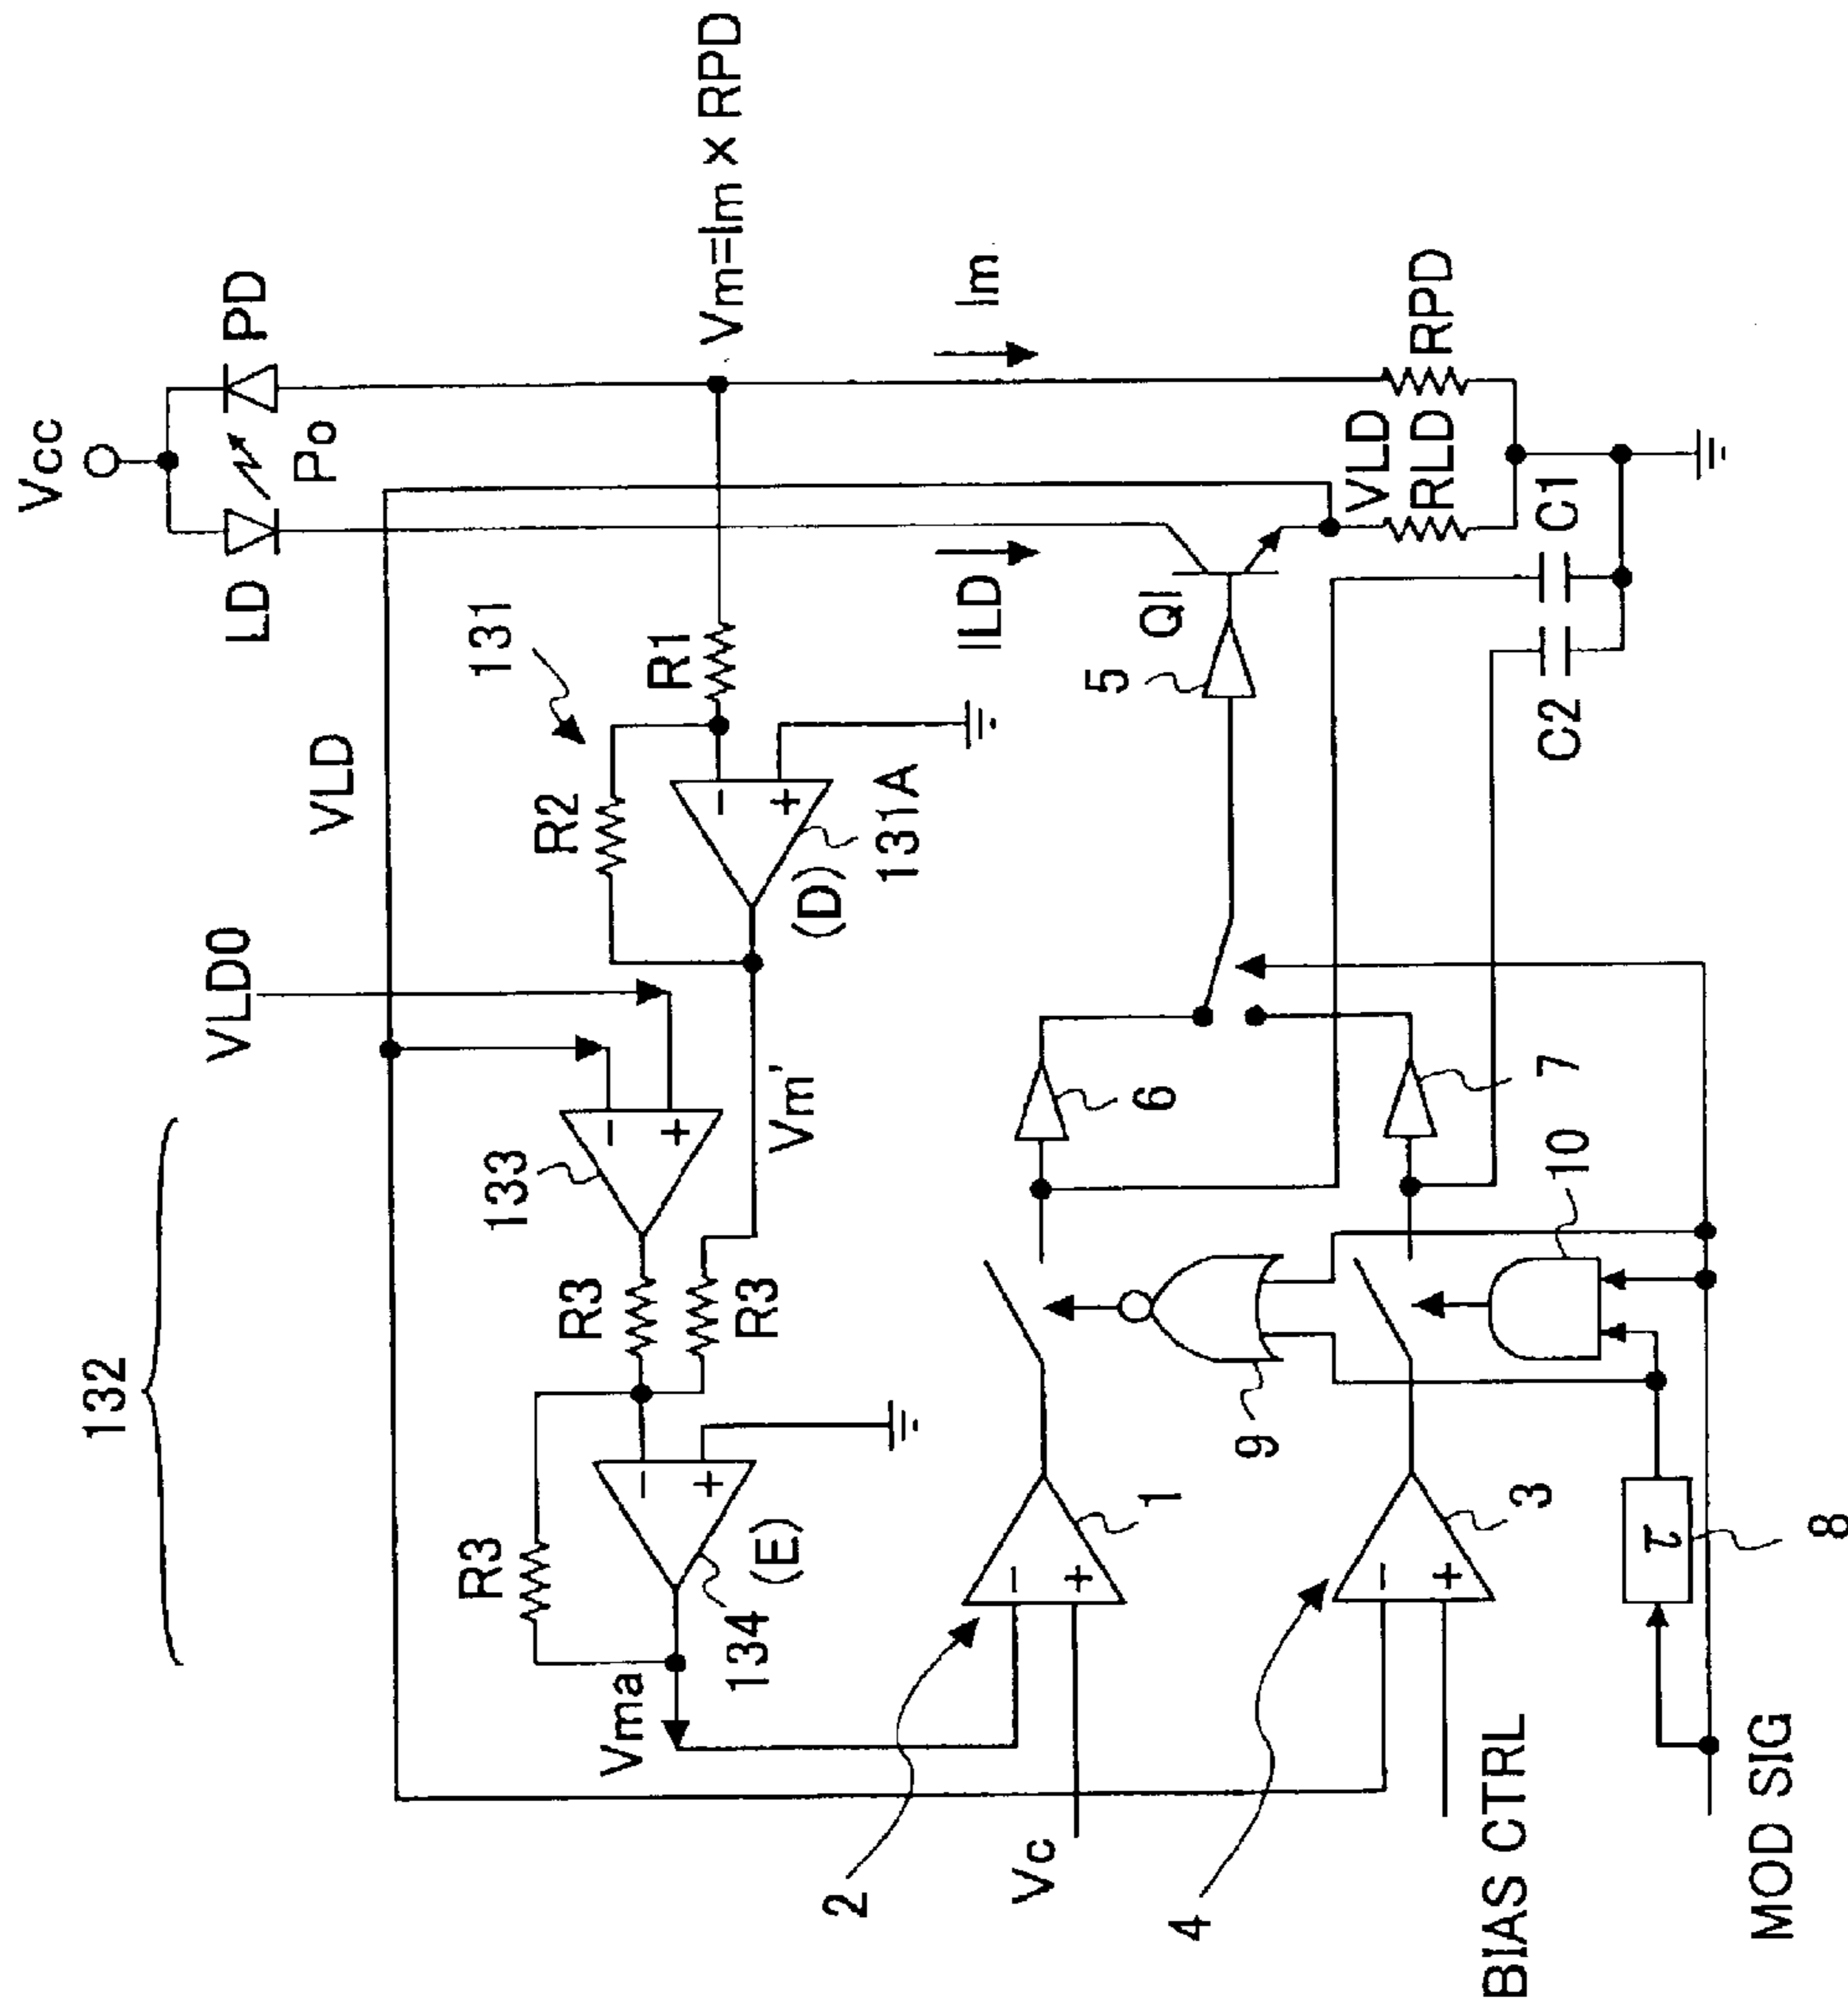 Vcc
LD
PD
Po
132
VLD0
VLD
131
133
R3
R3
R3
R2
R1
Vm=Im x RPD
134
(E)
Vma
Vm'
(D)
131A
ILD
Im
2
1
Vc
9
6
5
QI
VLD
RLD
RPD
4
3
10
7
C2
C1
BIAS CTRL
8
τ
MOD SIG
-
+
-
+
-
+
-
+
-
+